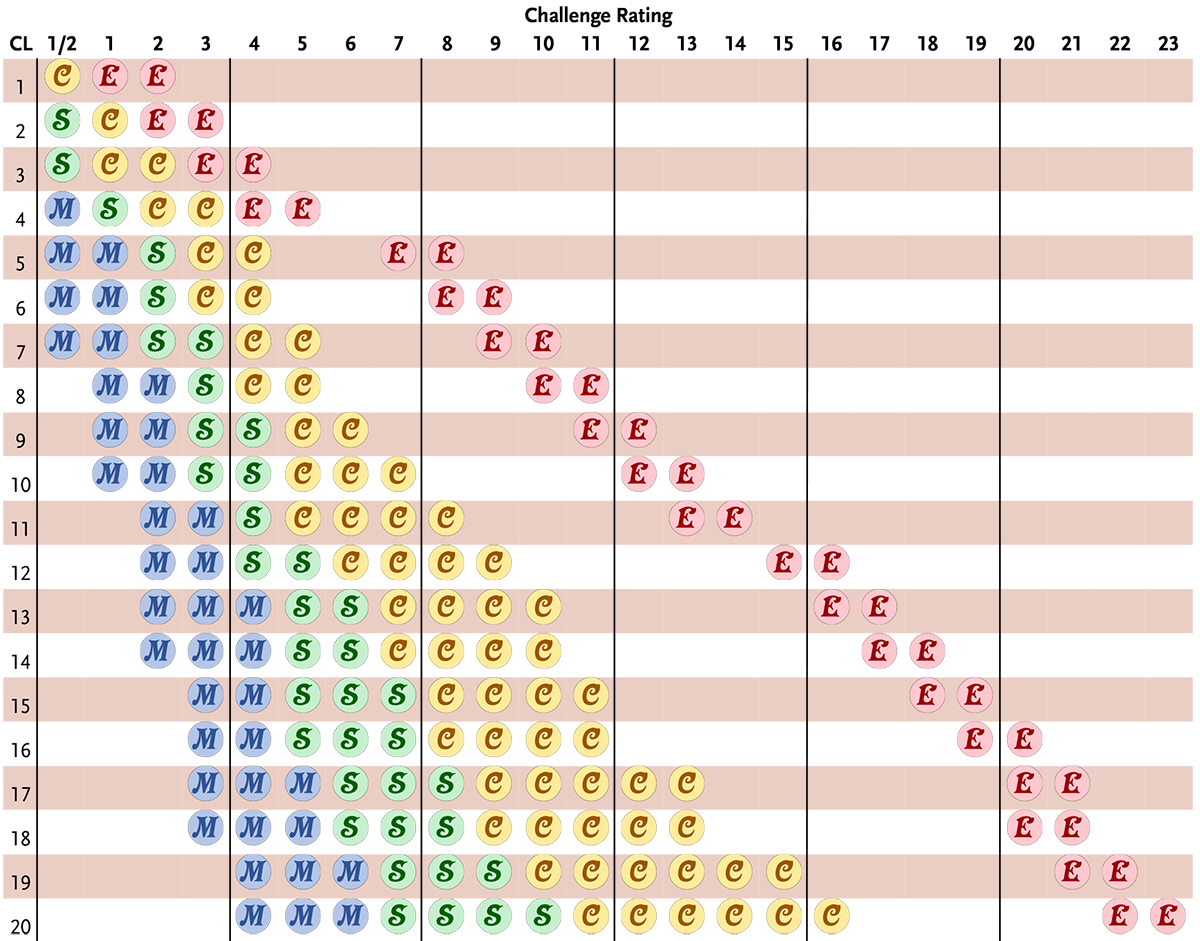 Challenge Rating
CL 1/2 1 2 3 4 5 6 7 8 9 10 11 12 13 14 15 16 17 18 19 20 21 22 23
1 C E E
2 S C E E
3 S C C E E
4 M S C C E E
5 M M S C C E E
6 M M S C C E E
7 M M S S C C E E
8 M M S C C E E
9 M M S S C C E E
10 M M S S C C C E E
11 M M S C C C C E E
12 M M S S C C C C E E
13 M M M S S C C C C E E
14 M M M S S C C C C E E
15 M M S S S C C C C E E
16 M M S S S C C C C E E
17 M M M S S S C C C C C E E
18 M M M S S S C C C C C E E
19 M M M S S S C C C C C C E E
20 M M M S S S S C C C C C C E E